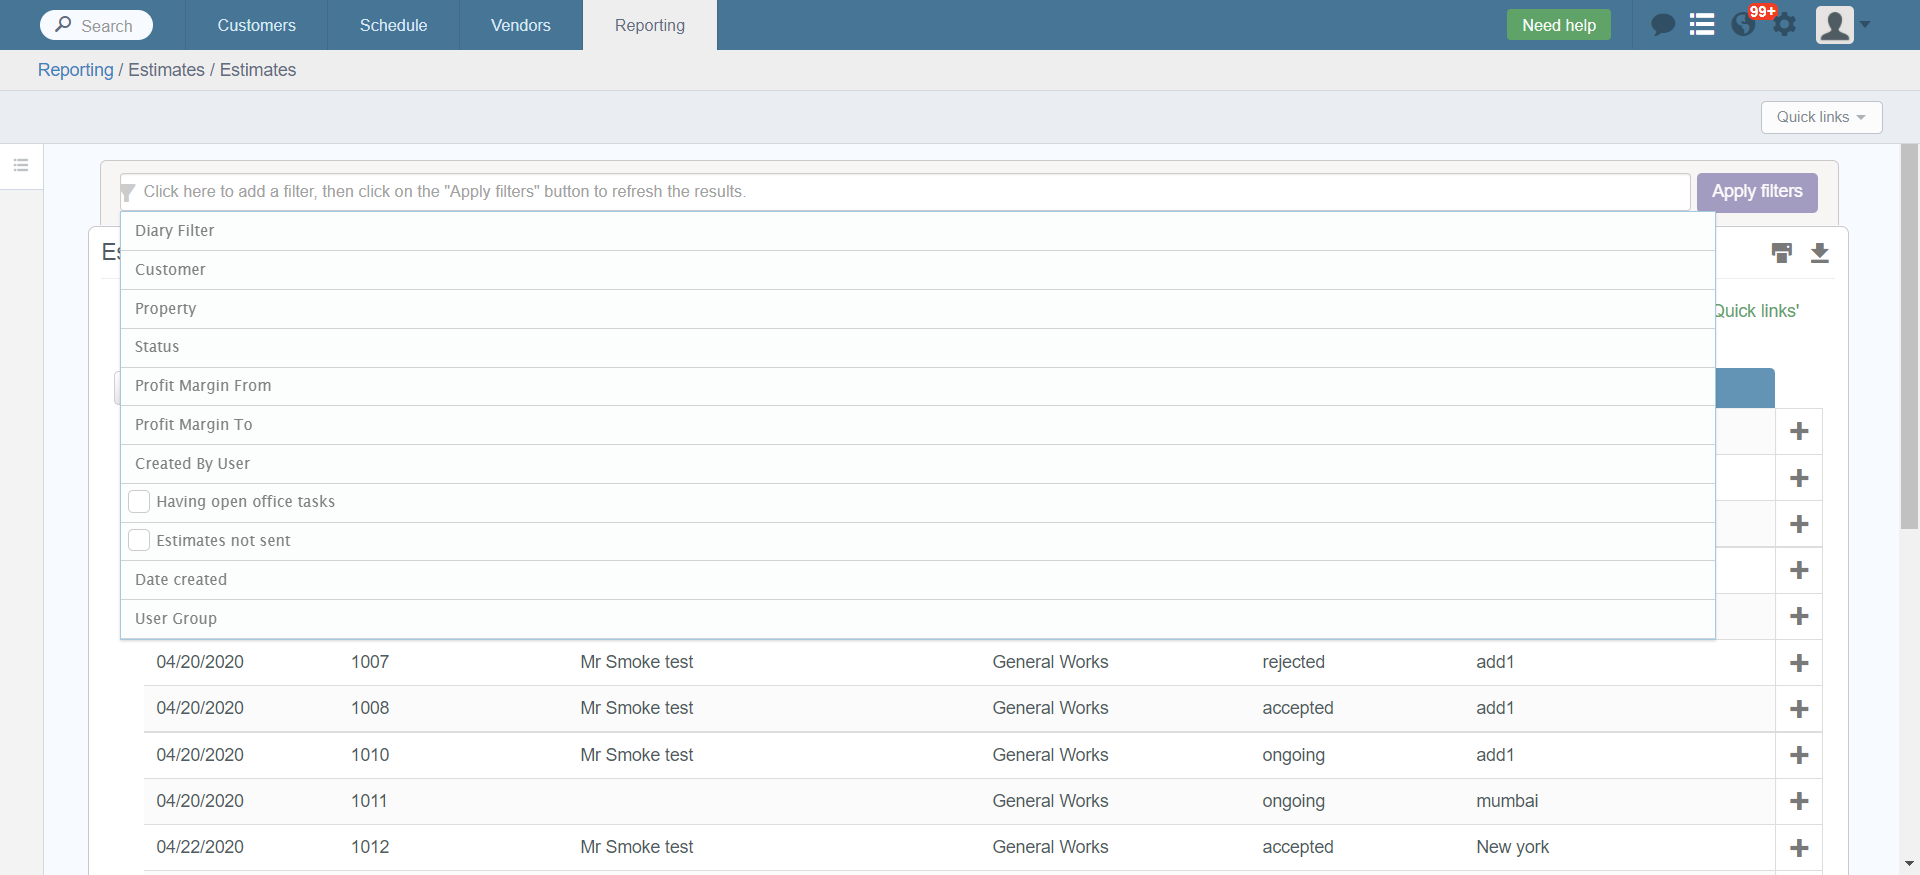 Search
Customers
Schedule
Vendors
Reporting
Need help
99+
Reporting / Estimates / Estimates
Quick links
Click here to add a filter, then click on the "Apply filters" button to refresh the results.
Apply filters
Diary Filter
Es
Customer
Property
Quick links'
Status
Profit Margin From
Profit Margin To
Created By User
Having open office tasks
Estimates not sent
Date created
User Group
04/20/2020 1007 Mr Smoke test General Works rejected add1
04/20/2020 1008 Mr Smoke test General Works accepted add1
04/20/2020 1010 Mr Smoke test General Works ongoing add1
04/20/2020 1011 General Works ongoing mumbai
04/22/2020 1012 Mr Smoke test General Works accepted New york